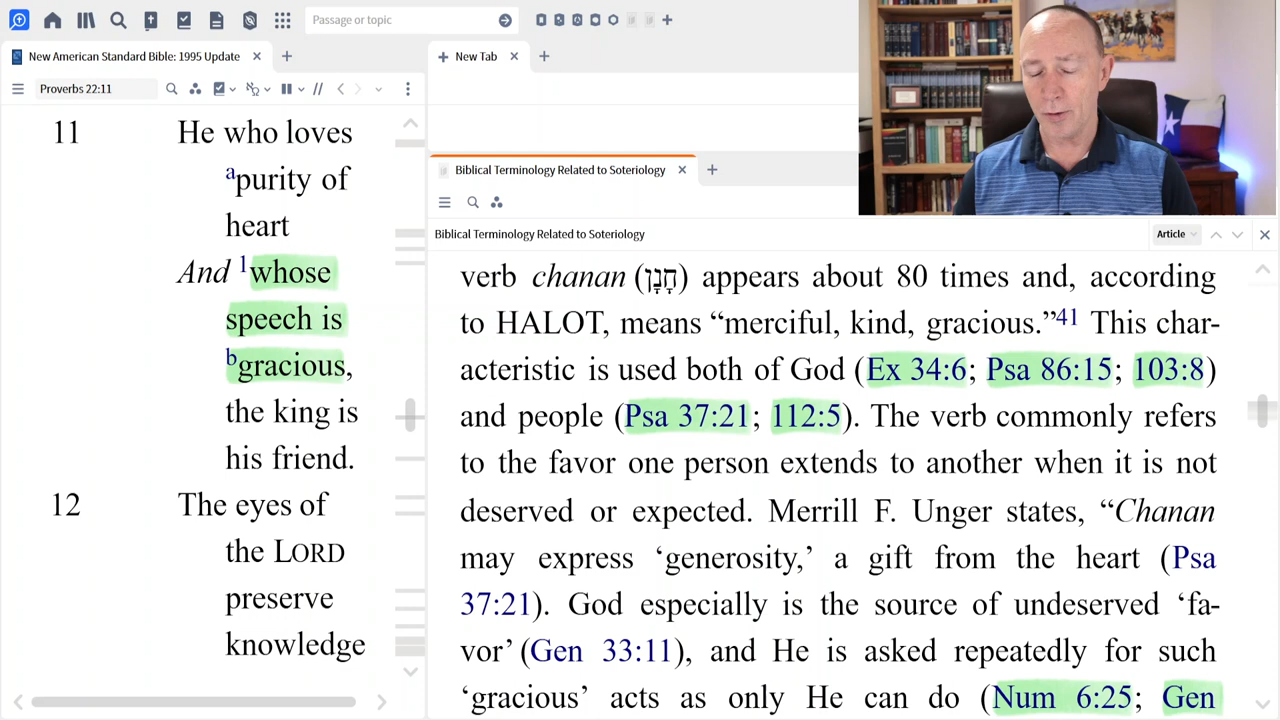 Passage or topic
New American Standard Bible: 1995 Update
New Tab
Proverbs 22:11
11 He who loves
ᵃpurity of
heart
And ¹whose
speech is
ᵇgracious,
the king is
his friend.
12 The eyes of
the LORD
preserve
knowledge
Biblical Terminology Related to Soteriology
Biblical Terminology Related to Soteriology
Article
verb chanan (חָנָן) appears about 80 times and, according
to HALOT, means “merciful, kind, gracious.”⁴¹ This char-
acteristic is used both of God (Ex 34:6; Psa 86:15; 103:8)
and people (Psa 37:21; 112:5). The verb commonly refers
to the favor one person extends to another when it is not
deserved or expected. Merrill F. Unger states, “Chanan
may express ‘generosity,’ a gift from the heart (Psa
37:21). God especially is the source of undeserved ‘fa-
vor’ (Gen 33:11), and He is asked repeatedly for such
‘gracious’ acts as only He can do (Num 6:25; Gen